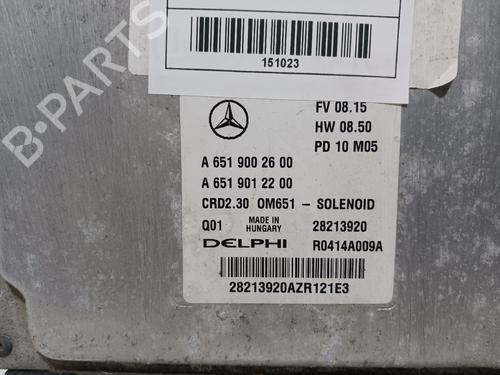 151023
B-PARTS
FV 08.15
HW 08.50
PD 10 M05
A 651 900 26 00
A 651 901 22 00
CRD2.30 OM651 - SOLENOID
Q01 MADE IN HUNGARY 28213920
DELPHI R0414A009A
28213920AZR121E3